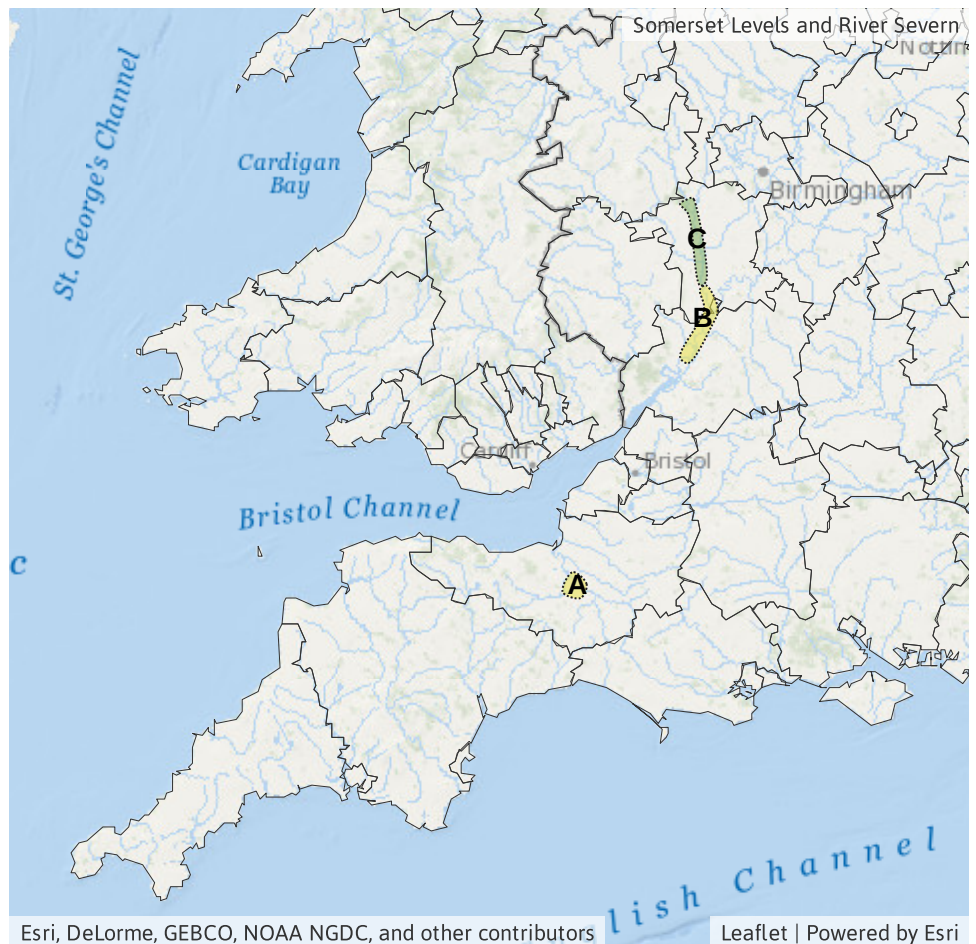 Somerset Levels and River Severn
St. George's Channel
Cardigan
Bay
Birmingham
C
B
Cardiff
Bristol
Bristol Channel
c
A
lish Channel
Esri, DeLorme, GEBCO, NOAA NGDC, and other contributors
Leaflet | Powered by Esri